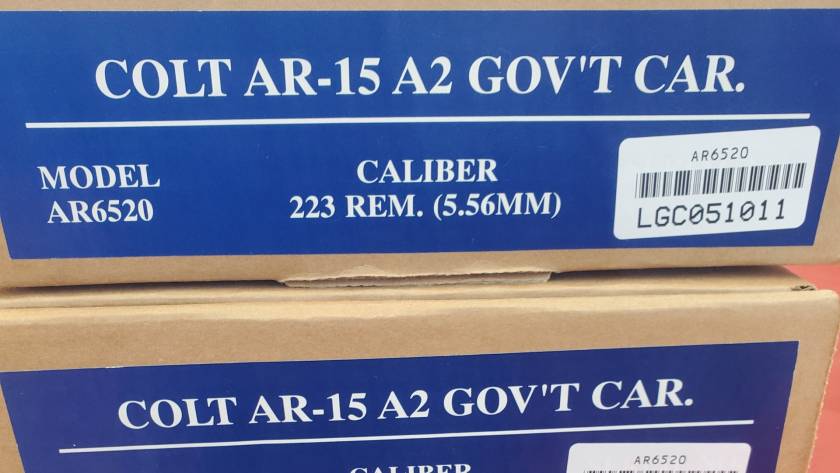 COLT AR-15 A2 GOV'T CAR.
MODEL
AR6520
CALIBER
223 REM. (5.56MM)
AR6520
LGC051011
COLT AR-15 A2 GOV'T CAR.
CALIBER
AR6520